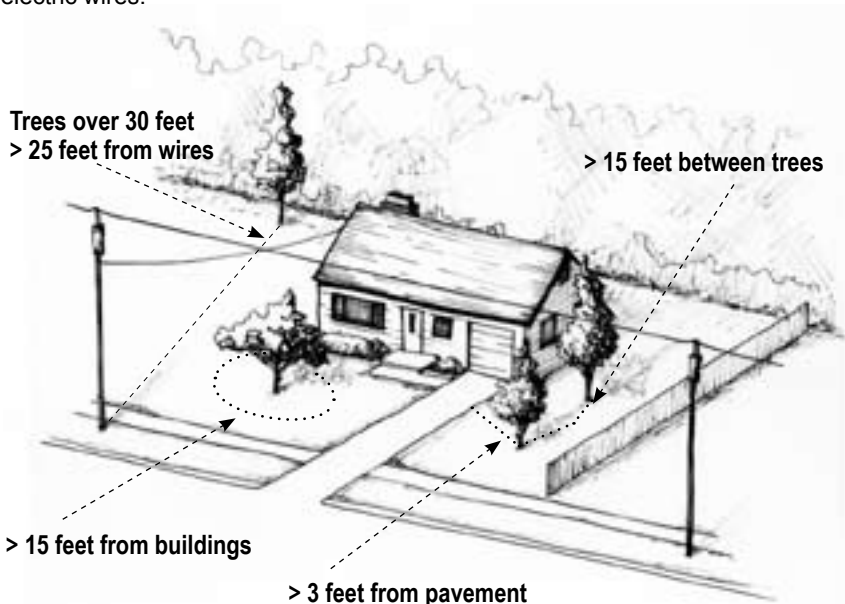 electric wires.
Trees over 30 feet
> 25 feet from wires
> 15 feet between trees
> 15 feet from buildings
> 3 feet from pavement